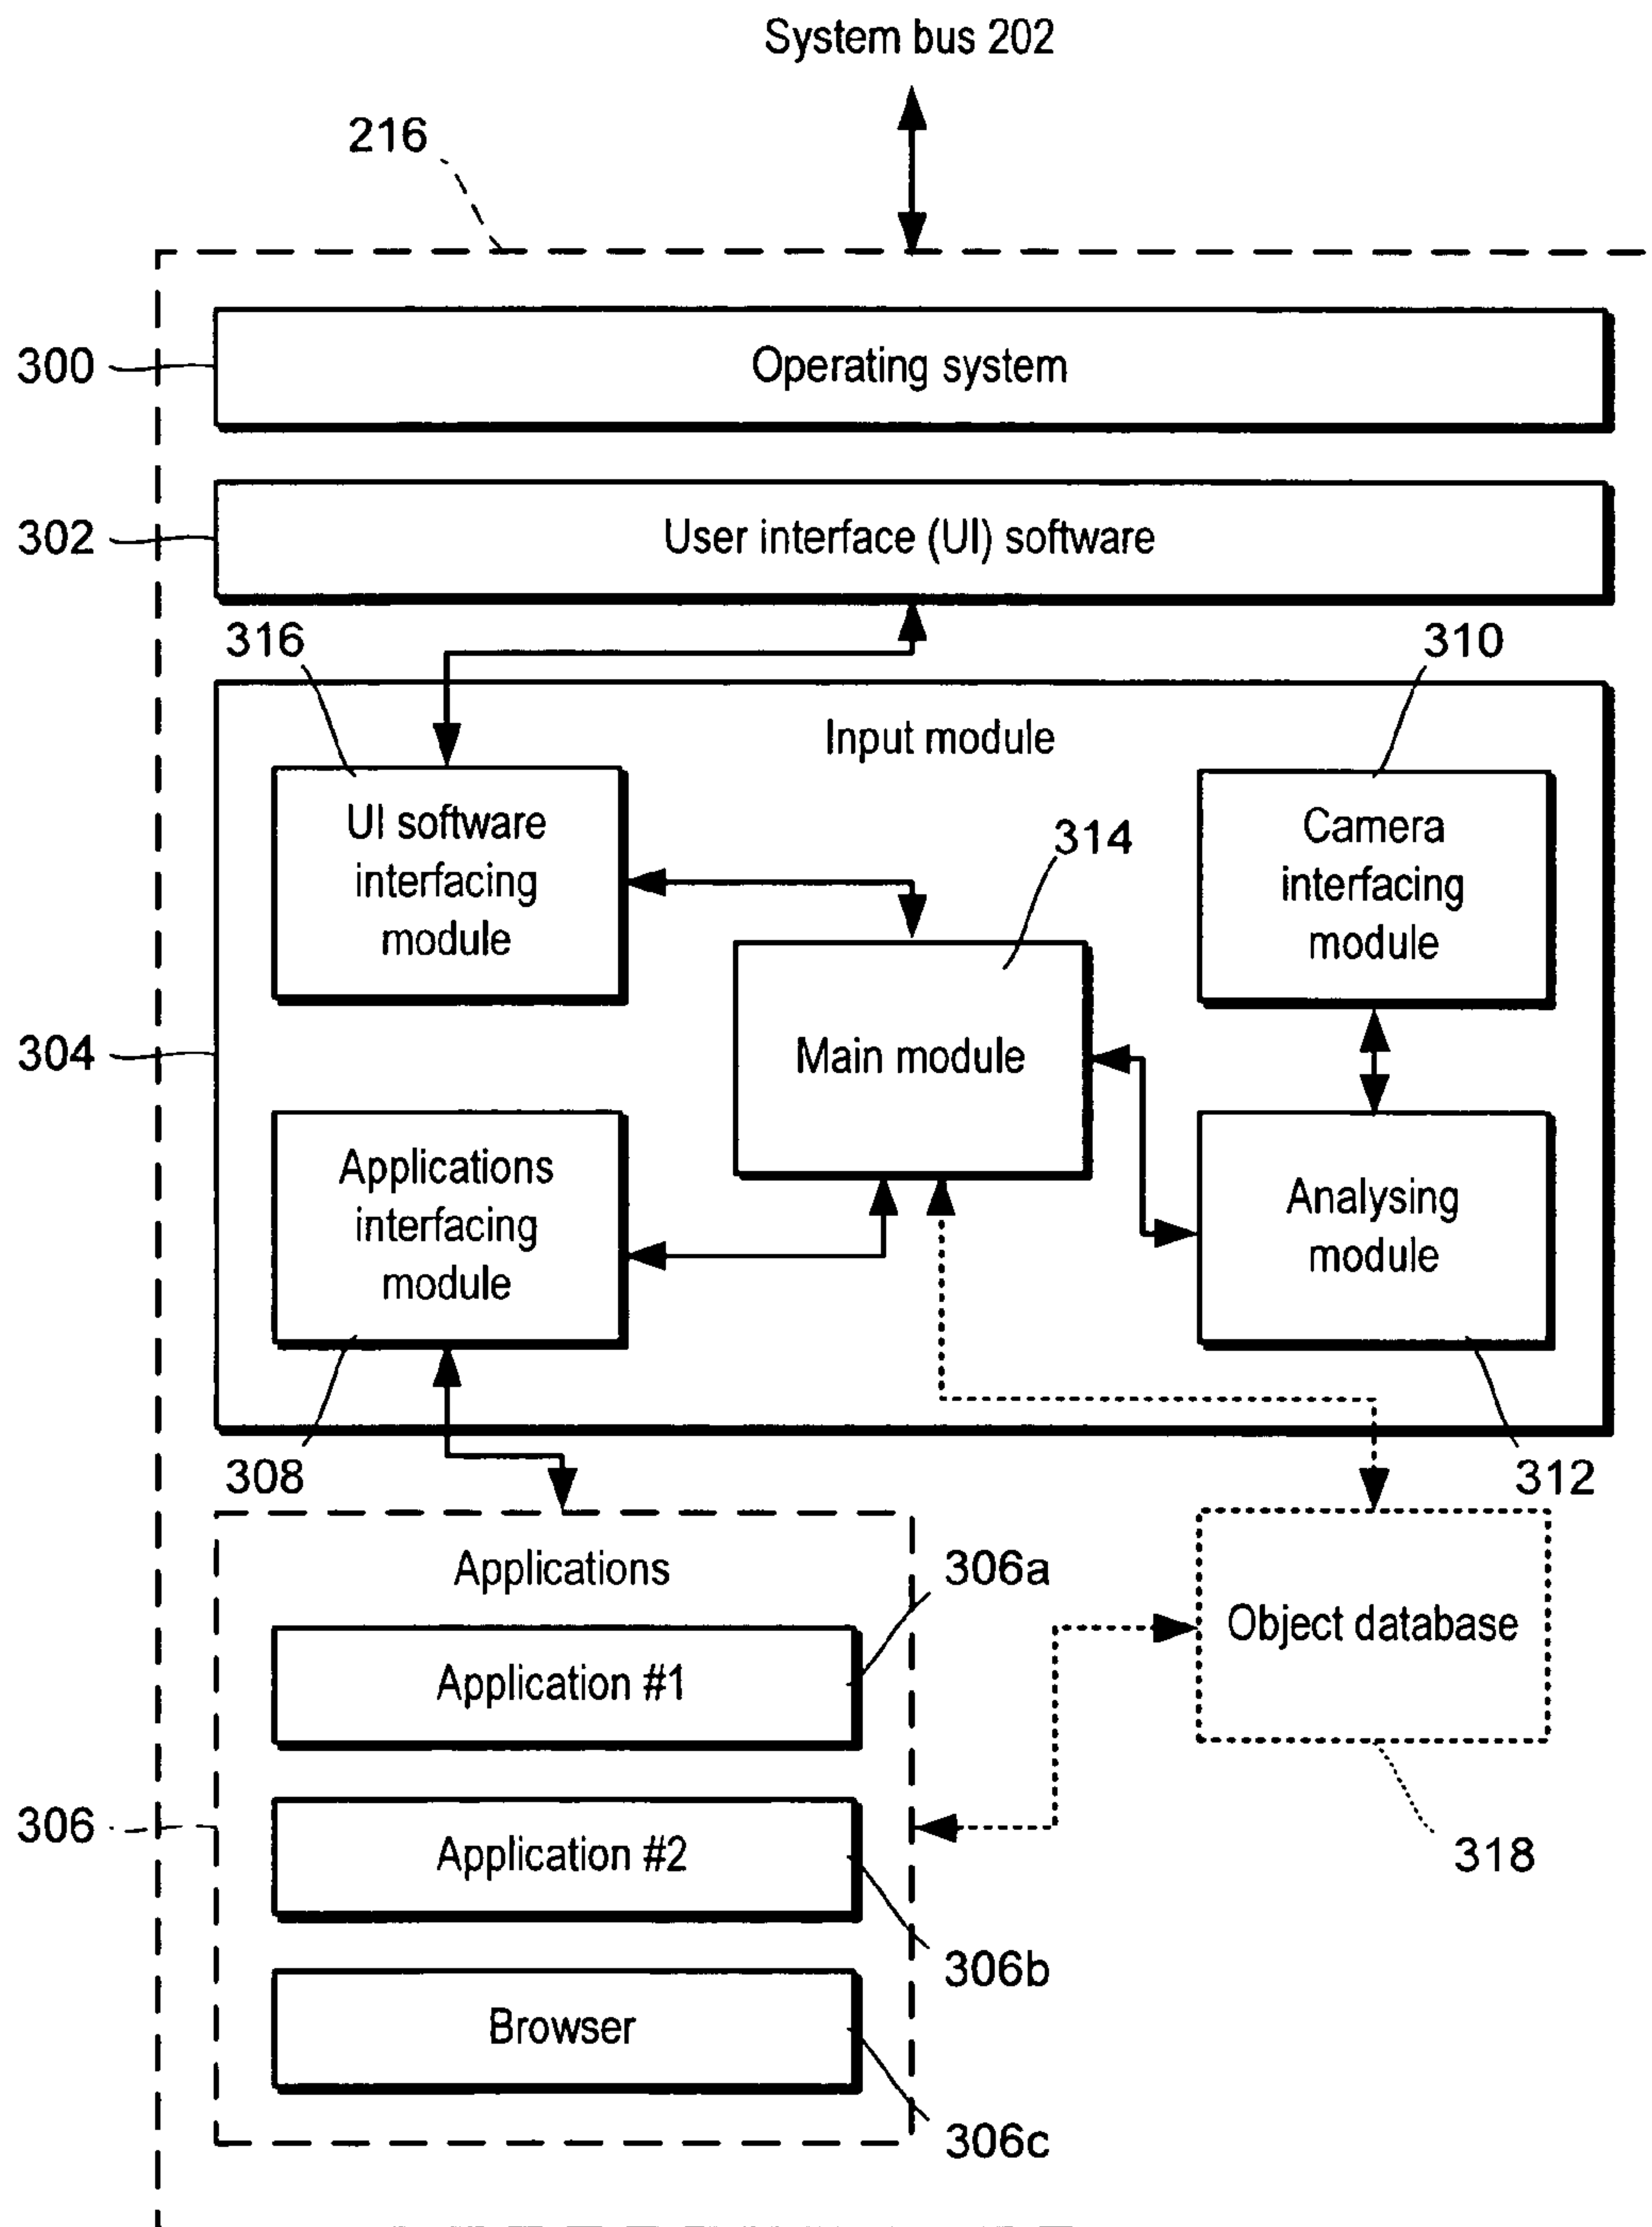 System bus 202
216
300
Operating system
302
User interface (UI) software
316
310
Input module
UI software
interfacing
module
314
Camera
interfacing
module
304
Main module
Applications
interfacing
module
Analysing
module
308
312
Applications
306a
Application #1
Object database
306
Application #2
318
306b
Browser
306c